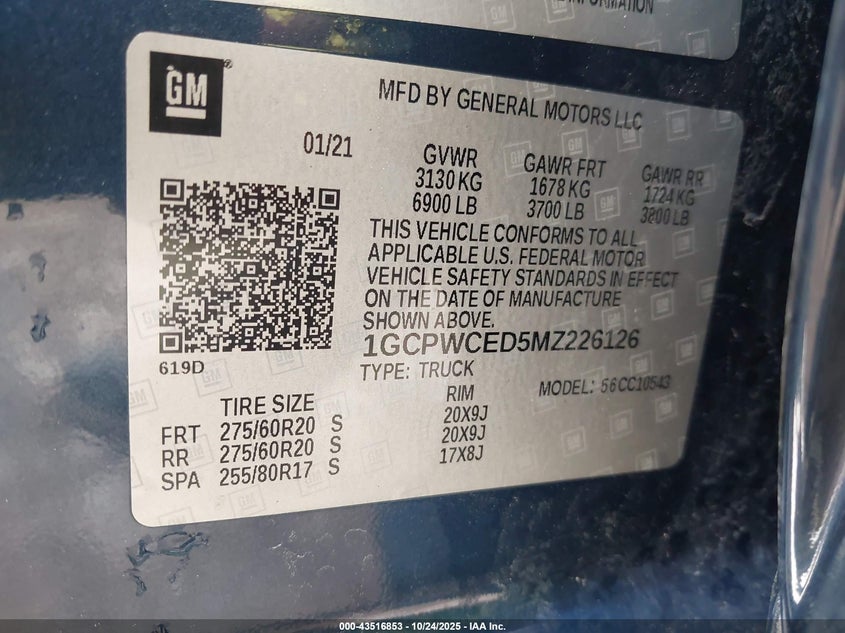 INFORMATION
GM
MFD BY GENERAL MOTORS LLC
01/21
GVWR GAWR FRT GAWR RR
3130 KG 1678 KG 1724 KG
6900 LB 3700 LB 3800 LB
THIS VEHICLE CONFORMS TO ALL
APPLICABLE U.S. FEDERAL MOTOR
VEHICLE SAFETY STANDARDS IN EFFECT
ON THE DATE OF MANUFACTURE
SHOWN ABOVE.
1GCPWCED5MZ226126
619D
TYPE: TRUCK
MODEL: 56CC10543
TIRE SIZE RIM
FRT 275/60R20 S 20X9J
RR 275/60R20 S 20X9J
SPA 255/80R17 S 17X8J
000-43516853 - 10/24/2025 - IAA Inc.